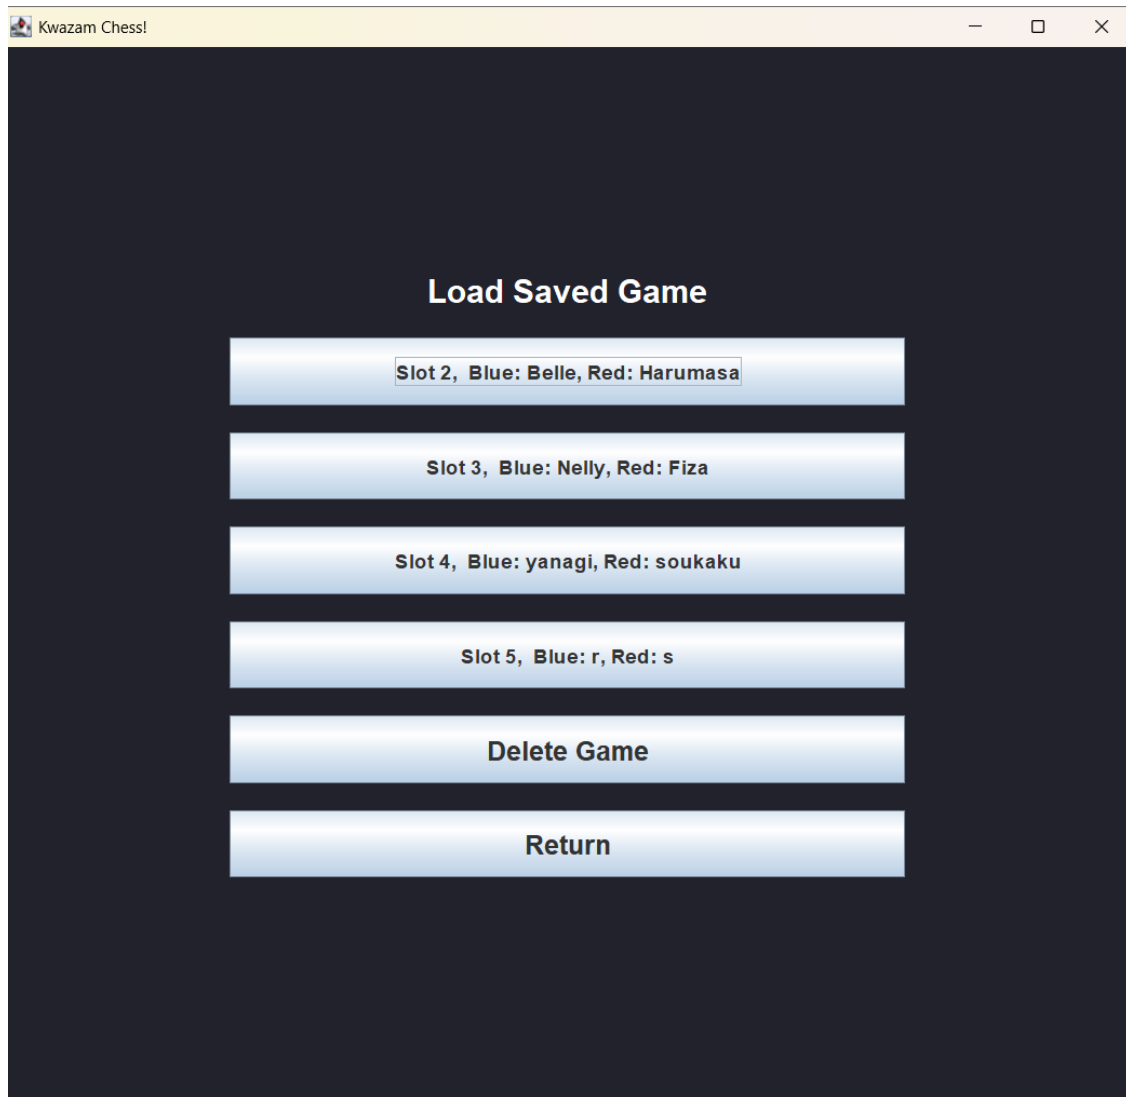 Kwazam Chess!
Load Saved Game
Slot 2,  Blue: Belle, Red: Harumasa
Slot 3,  Blue: Nelly, Red: Fiza
Slot 4,  Blue: yanagi, Red: soukaku
Slot 5,  Blue: r, Red: s
Delete Game
Return